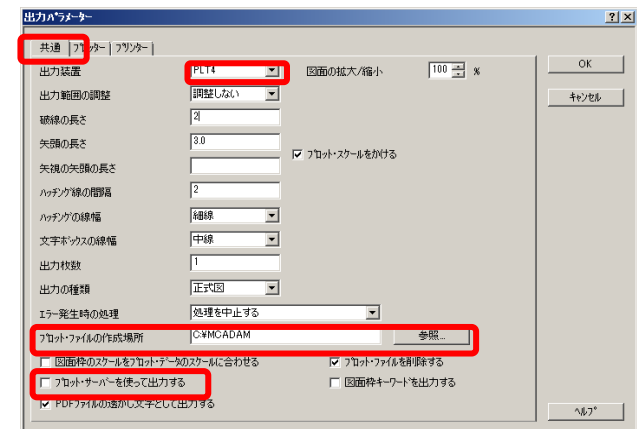 出力パラメーター
共通 プロッター プリンター
出力装置 PLT4 図面の拡大/縮小 100 %
出力範囲の調整 調整しない
破線の長さ 2
矢頭の長さ 3.0
プロット・スケールをかける
矢視の矢頭の長さ
ハッチング線の間隔 2
ハッチングの線幅 細線
文字ボックスの線幅 中線
出力枚数 1
出力の種類 正式図
エラー発生時の処理 処理を中止する
プロット・ファイルの作成場所 C:¥MCADAM 参照...
図面枠のスケールをプロット・データのスケールに合わせる プロット・ファイルを削除する
プロット・サーバーを使って出力する 図面枠キーワードを出力する
PDFファイルの透かし文字として出力する
OK
キャンセル
ヘルプ